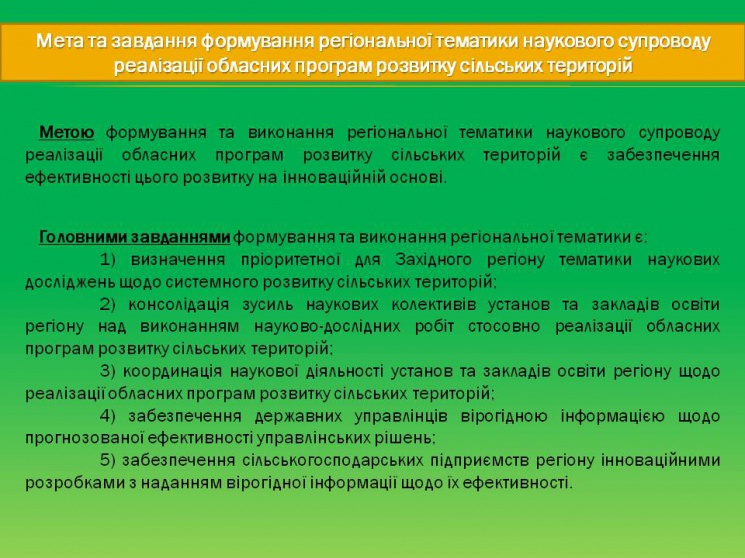 Мета та завдання формування регіональної тематики наукового супроводу
реалізації обласних програм розвитку сільських територій
Метою формування та виконання регіональної тематики наукового супроводу
реалізації обласних програм розвитку сільських територій є забезпечення
ефективності цього розвитку на інноваційній основі.
Головними завданнями формування та виконання регіональної тематики є:
1) визначення пріоритетної для Західного регіону тематики наукових
досліджень щодо системного розвитку сільських територій;
2) консолідація зусиль наукових колективів установ та закладів освіти
регіону над виконанням науково-дослідних робіт стосовно реалізації обласних
програм розвитку сільських територій;
3) координація наукової діяльності установ та закладів освіти регіону щодо
реалізації обласних програм розвитку сільських територій;
4) забезпечення державних управлінців вірогідною інформацією щодо
прогнозованої ефективності управлінських рішень;
5) забезпечення сільськогосподарських підприємств регіону інноваційними
розробками з наданням вірогідної інформації щодо їх ефективності.